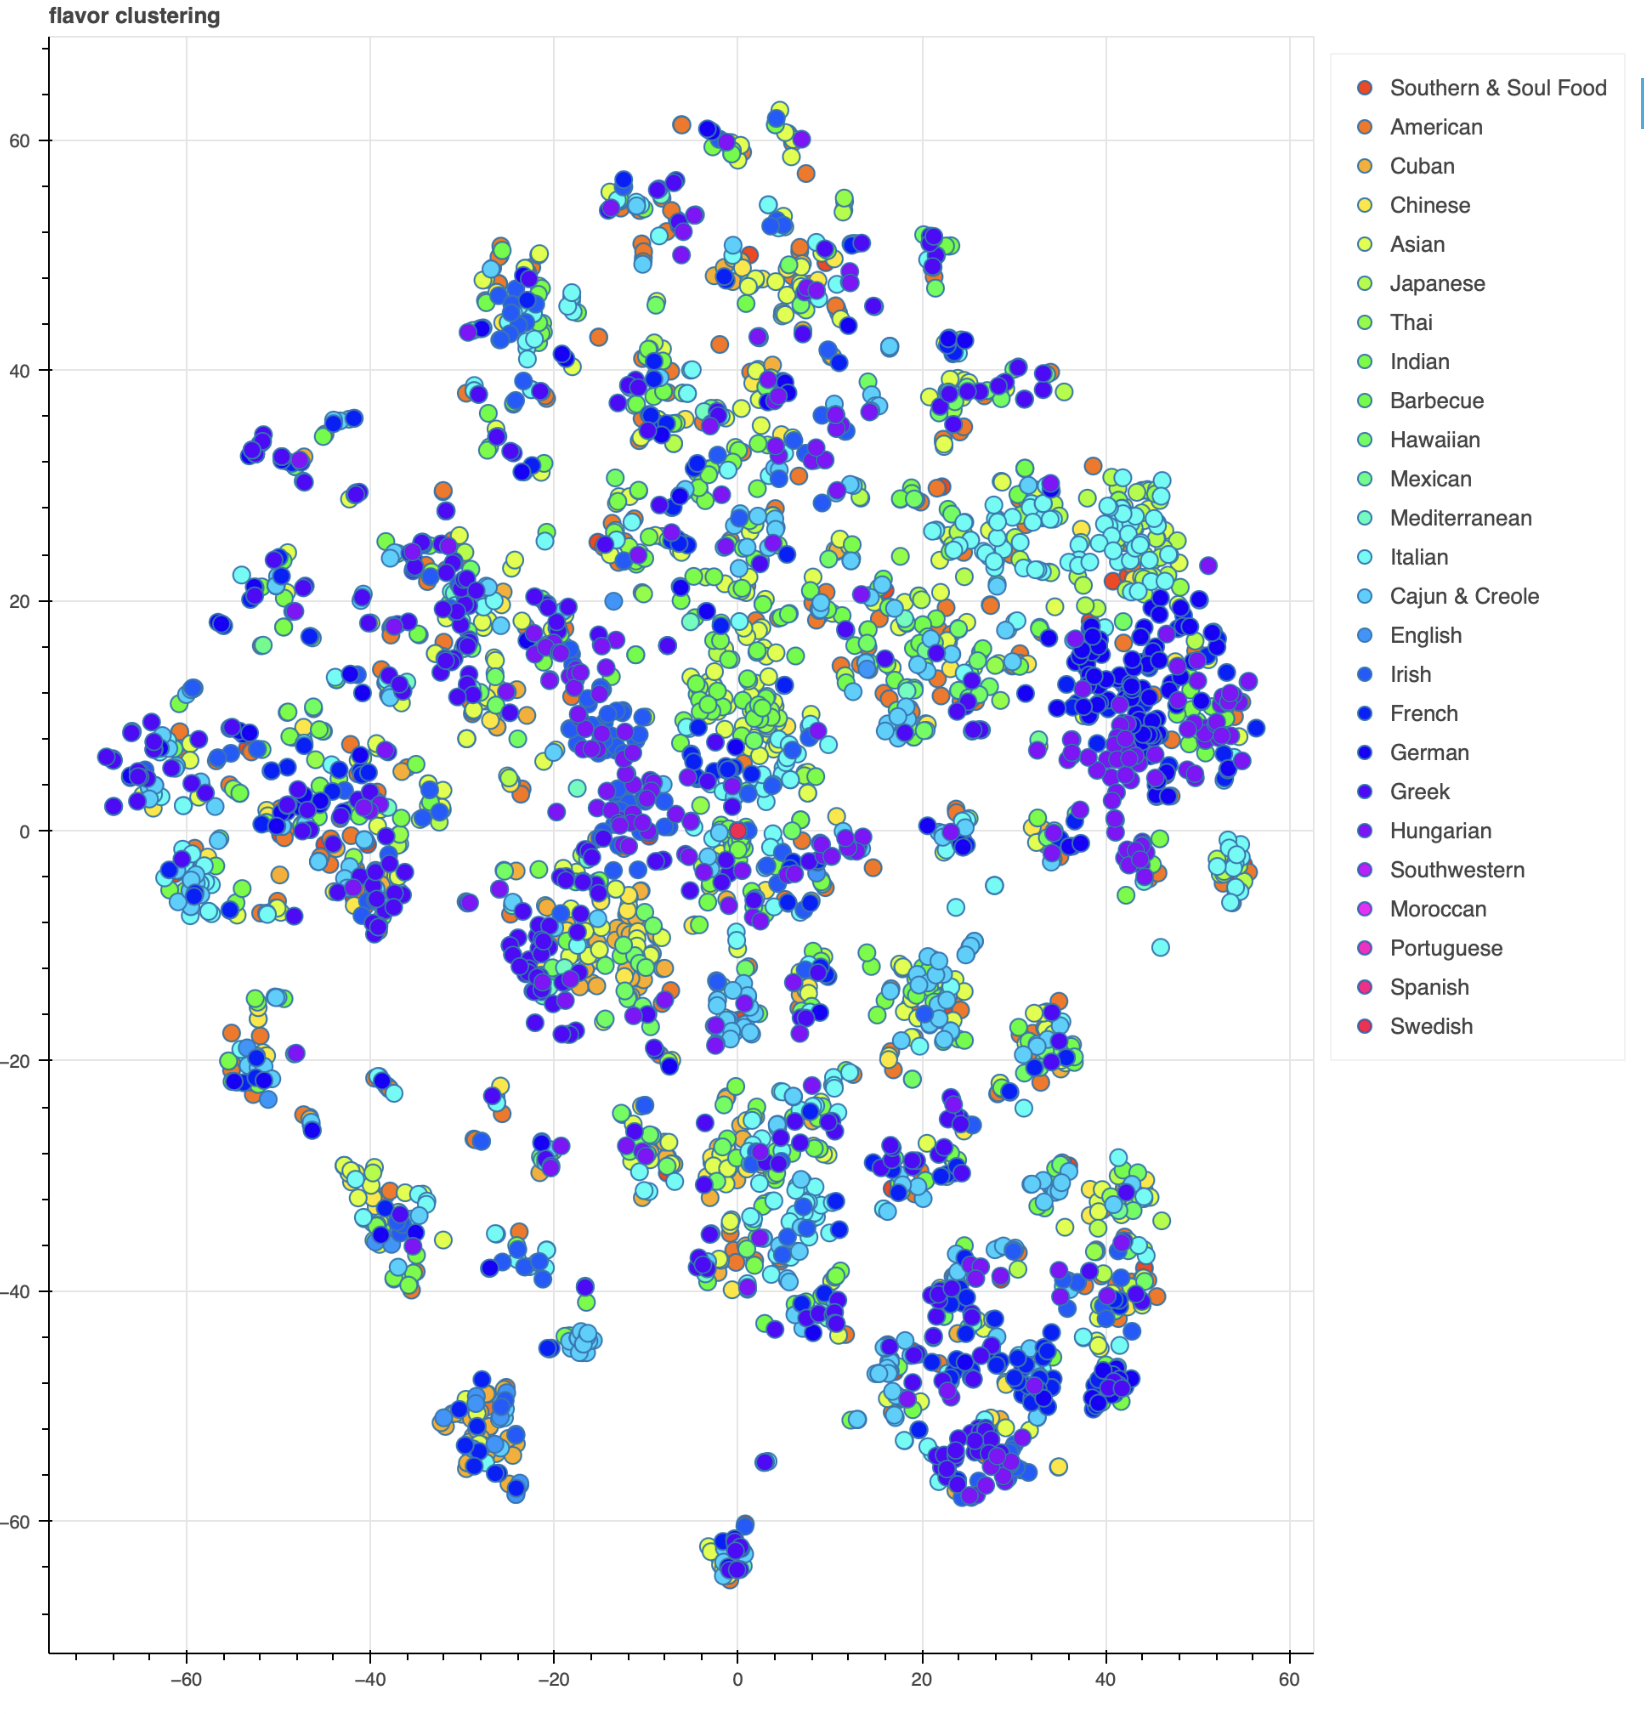 flavor clustering
60
40
20
0
−20
−40
−60
−60
−40
−20
0
20
40
60
Southern & Soul Food
American
Cuban
Chinese
Asian
Japanese
Thai
Indian
Barbecue
Hawaiian
Mexican
Mediterranean
Italian
Cajun & Creole
English
Irish
French
German
Greek
Hungarian
Southwestern
Moroccan
Portuguese
Spanish
Swedish